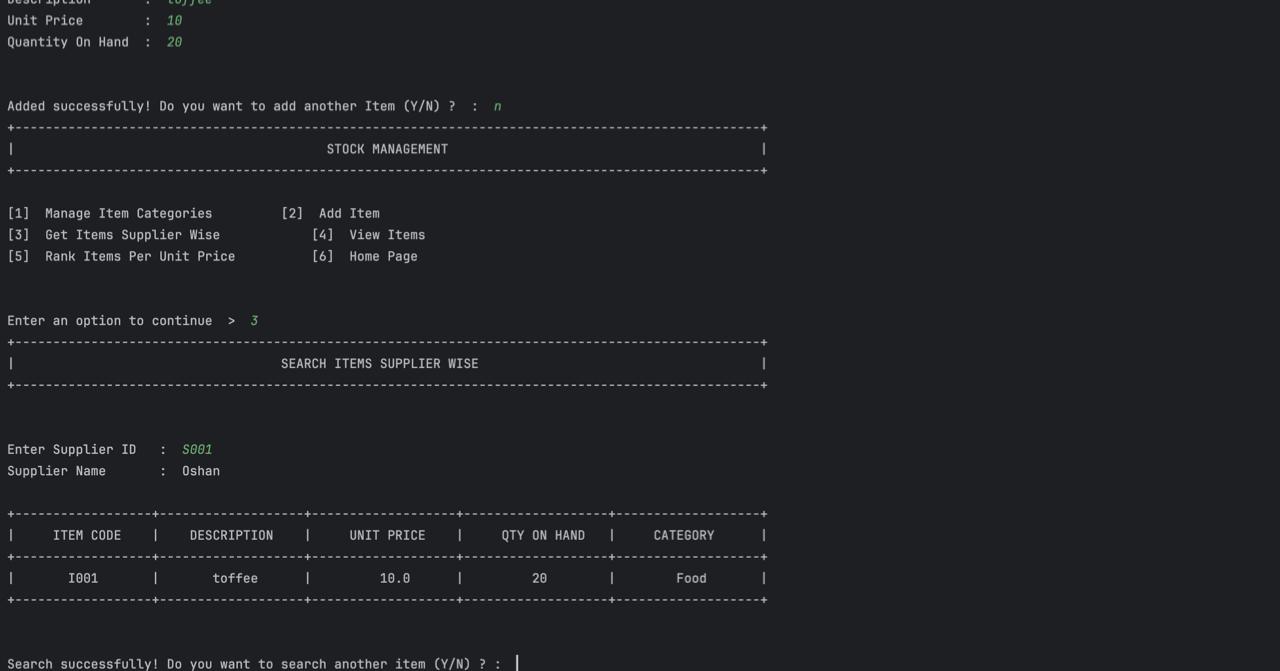 Description        :  toffee
Unit Price        :  10
Quantity On Hand  :  20
Added successfully! Do you want to add another Item (Y/N) ?  :  n
+--------------------------------------------------------------------------------------------------+
|                                         STOCK MANAGEMENT                                         |
+--------------------------------------------------------------------------------------------------+
[1]  Manage Item Categories         [2]  Add Item
[3]  Get Items Supplier Wise            [4]  View Items
[5]  Rank Items Per Unit Price          [6]  Home Page
Enter an option to continue  >  3
+--------------------------------------------------------------------------------------------------+
|                                   SEARCH ITEMS SUPPLIER WISE                                     |
+--------------------------------------------------------------------------------------------------+
Enter Supplier ID   :  S001
Supplier Name       :  Oshan
+------------------+-------------------+-------------------+-------------------+-------------------+
|     ITEM CODE    |    DESCRIPTION    |     UNIT PRICE    |     QTY ON HAND   |     CATEGORY      |
+------------------+-------------------+-------------------+-------------------+-------------------+
|       I001       |       toffee      |         10.0      |         20        |        Food       |
+------------------+-------------------+-------------------+-------------------+-------------------+
Search successfully! Do you want to search another item (Y/N) ? :